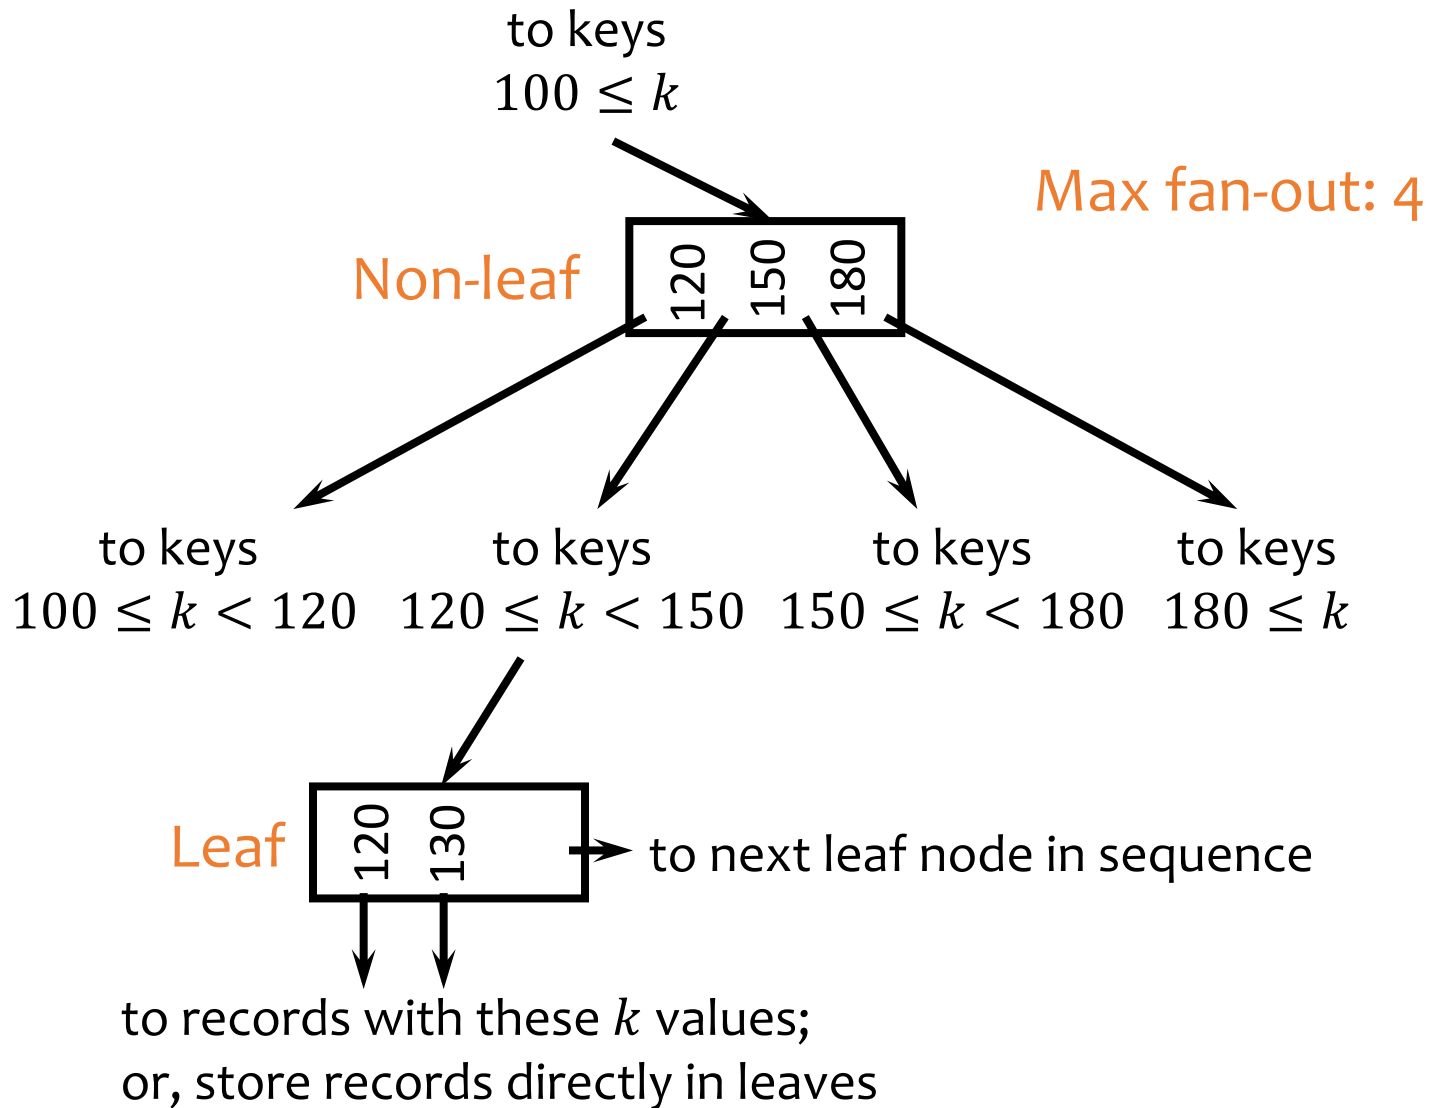 to keys
100 ≤ k
Max fan-out: 4
Non-leaf
120
150
180
to keys
100 ≤ k < 120
to keys
120 ≤ k < 150
to keys
150 ≤ k < 180
to keys
180 ≤ k
Leaf
120
130
to next leaf node in sequence
to records with these k values;
or, store records directly in leaves